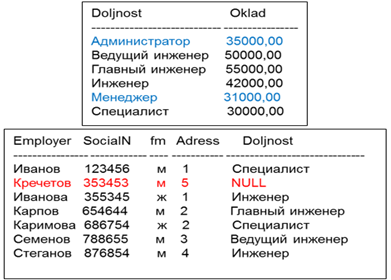 Doljnost Oklad
------------------------------------------------
Администратор 35000,00
Ведущий инженер 50000,00
Главный инженер 55000,00
Инженер 42000,00
Менеджер 31000,00
Специалист 30000,00
Employer SocialN fm Adress Doljnost
--------------------------------------------------------------------------------
Иванов 123456 м 1 Специалист
Кречетов 353453 м 5 NULL
Иванова 355345 ж 1 Инженер
Карпов 654644 м 2 Главный инженер
Каримова 686754 ж 2 Специалист
Семенов 788655 м 3 Ведущий инженер
Стеганов 876854 м 4 Инженер